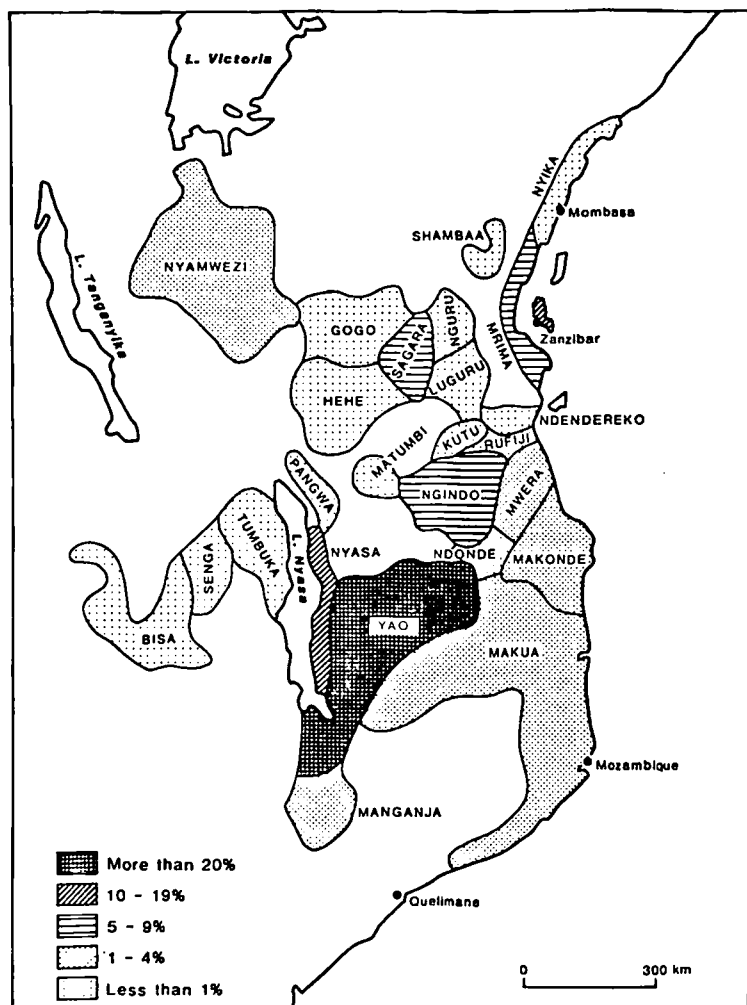 L. Victoria
NYIKA
Mombasa
SHAMBAA
NYAMWEZI
L. Tanganyika
GOGO
NGURU
SAGARA
MRIMA
Zanzibar
LUGURU
HEHE
NDENDEREKO
KUTU
RUFIJI
MATUMBI
PANGWA
NGINDO
MWERA
TUMBUKA
L. Nyasa
NYASA
NDONDE
MAKONDE
SENGA
YAO
BISA
MAKUA
Mozambique
MANGANJA
More than 20%
10 - 19%
Quelimane
5 - 9%
1 - 4%
0 300 km
Less than 1%